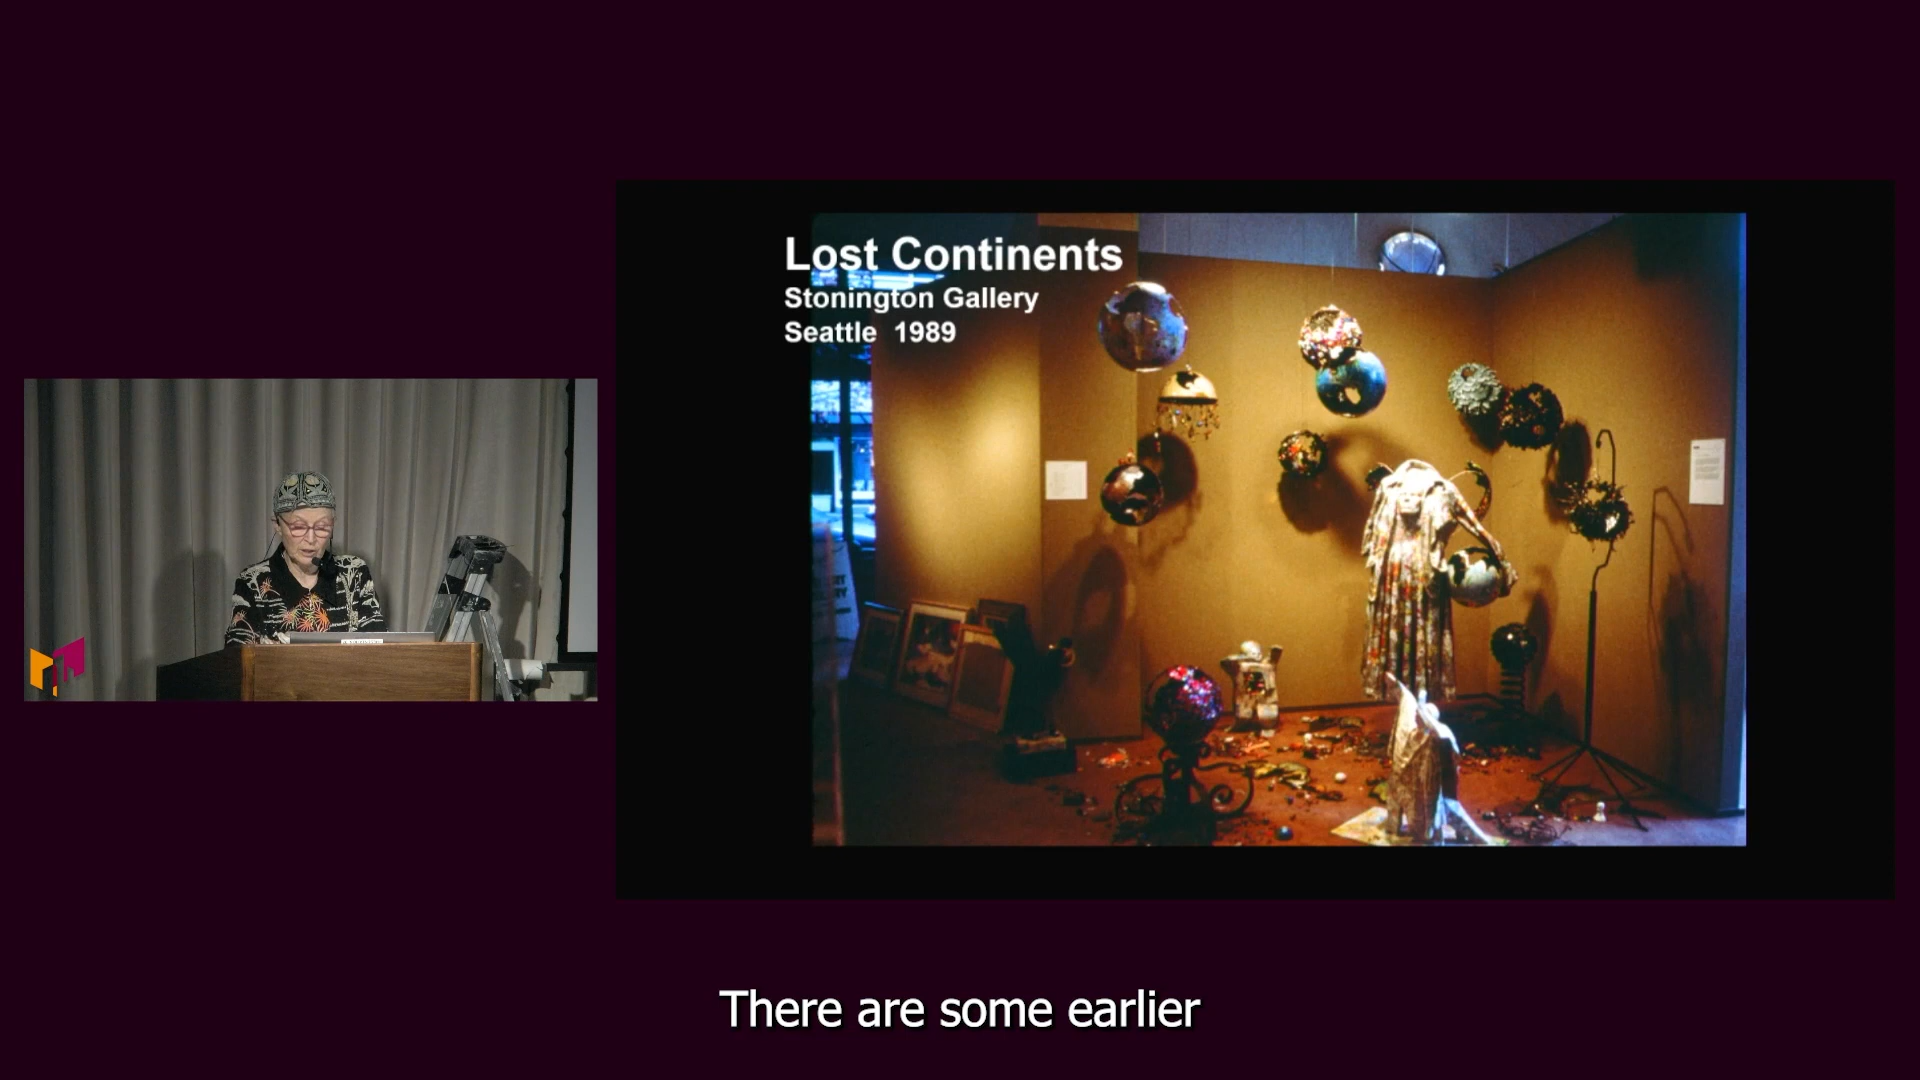 Lost Continents
Stonington Gallery
Seattle 1989
There are some earlier